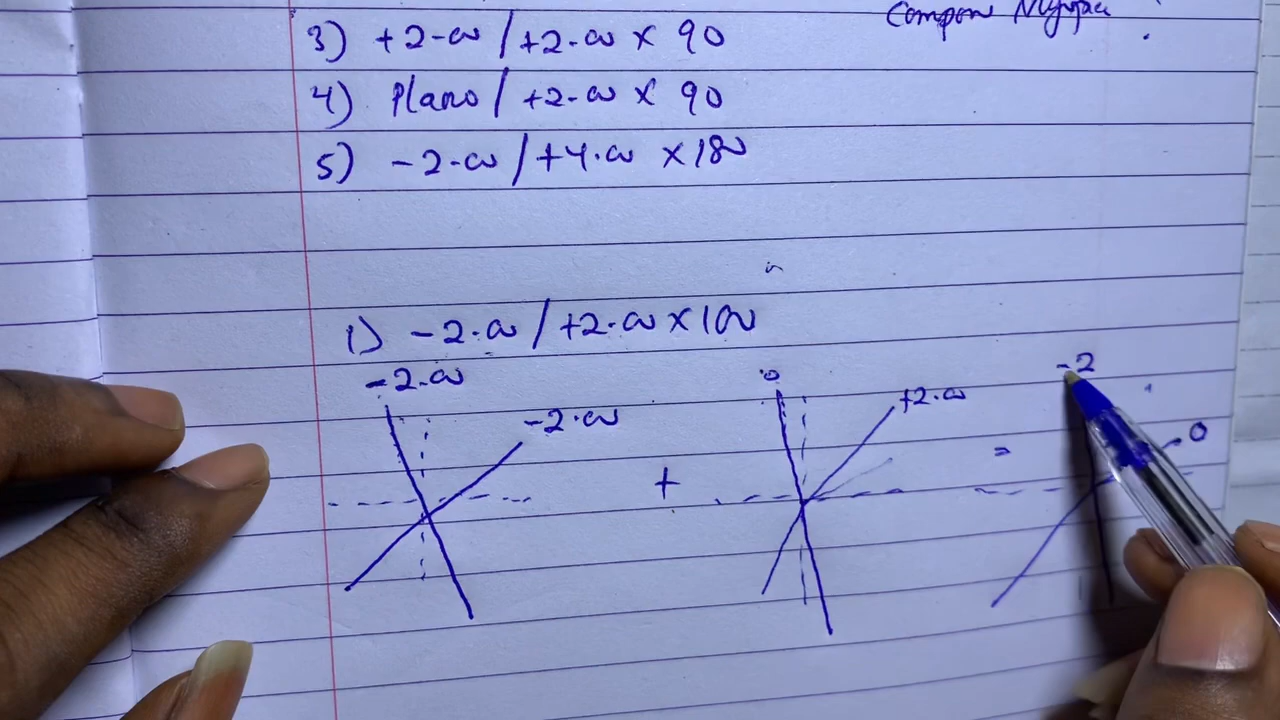 Compon
3) +2.00 / +2.00 x 90
4) Plano / +2.00 x 90
5) -2.00 / +4.00 x 180
1) -2.00 / +2.00 x 100
-2.00
-2.00
+
0
+2.00
=
-2
0